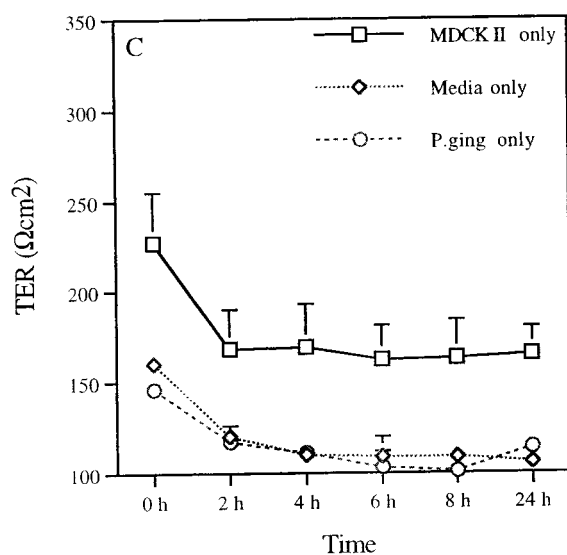 C
MDCK II only
Media only
P.ging only
350
300
250
200
150
100
TER (Ωcm2)
0 h
2 h
4 h
6 h
8 h
24 h
Time